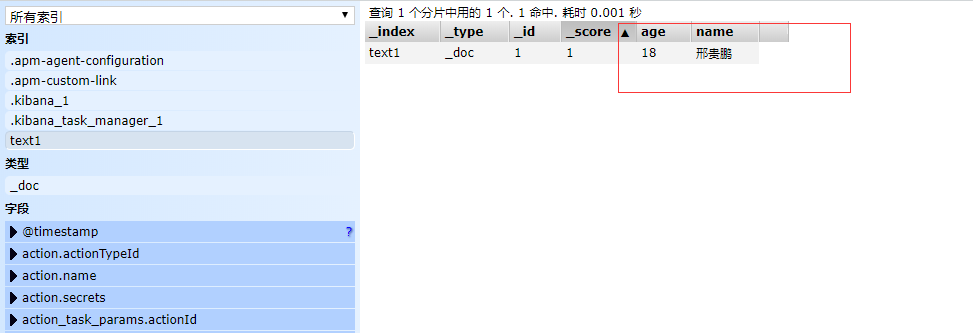 所有索引
索引
.apm-agent-configuration
.apm-custom-link
.kibana_1
.kibana_task_manager_1
text1
类型
_doc
字段
@timestamp ?
action.actionTypeId
action.name
action.secrets
action_task_params.actionId
查询 1 个分片中用的 1 个. 1 命中. 耗时 0.001 秒
_index _type _id _score ▲ age name
text1 _doc 1 1 18 邢贵鹏